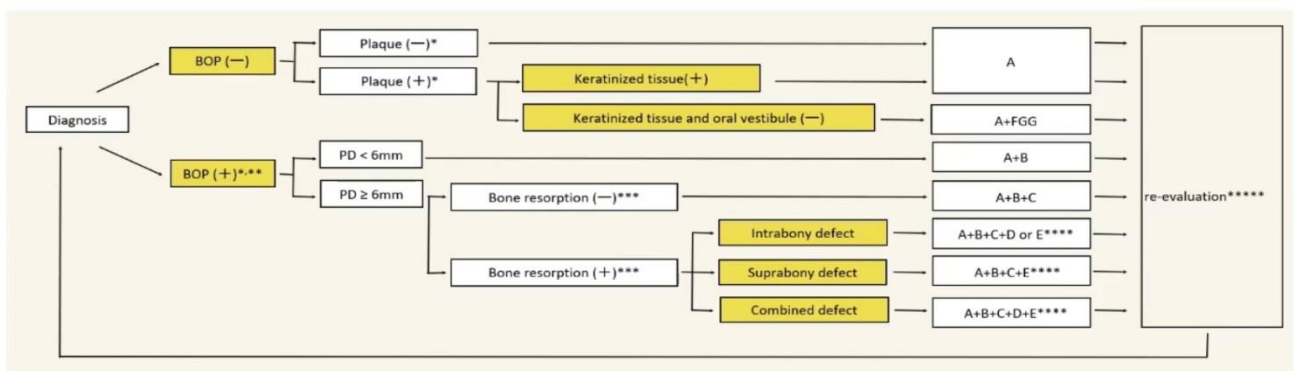 Diagnosis
BOP (—)
Plaque (—)*
Plaque (+)*
Keratinized tissue(+)
Keratinized tissue and oral vestibule (—)
A
A+FGG
BOP (+)*,**
PD < 6mm
A+B
PD ≥ 6mm
Bone resorption (—)***
A+B+C
Bone resorption (+)***
Intrabony defect
A+B+C+D or E****
Suprabony defect
A+B+C+E****
Combined defect
A+B+C+D+E****
re-evaluation*****